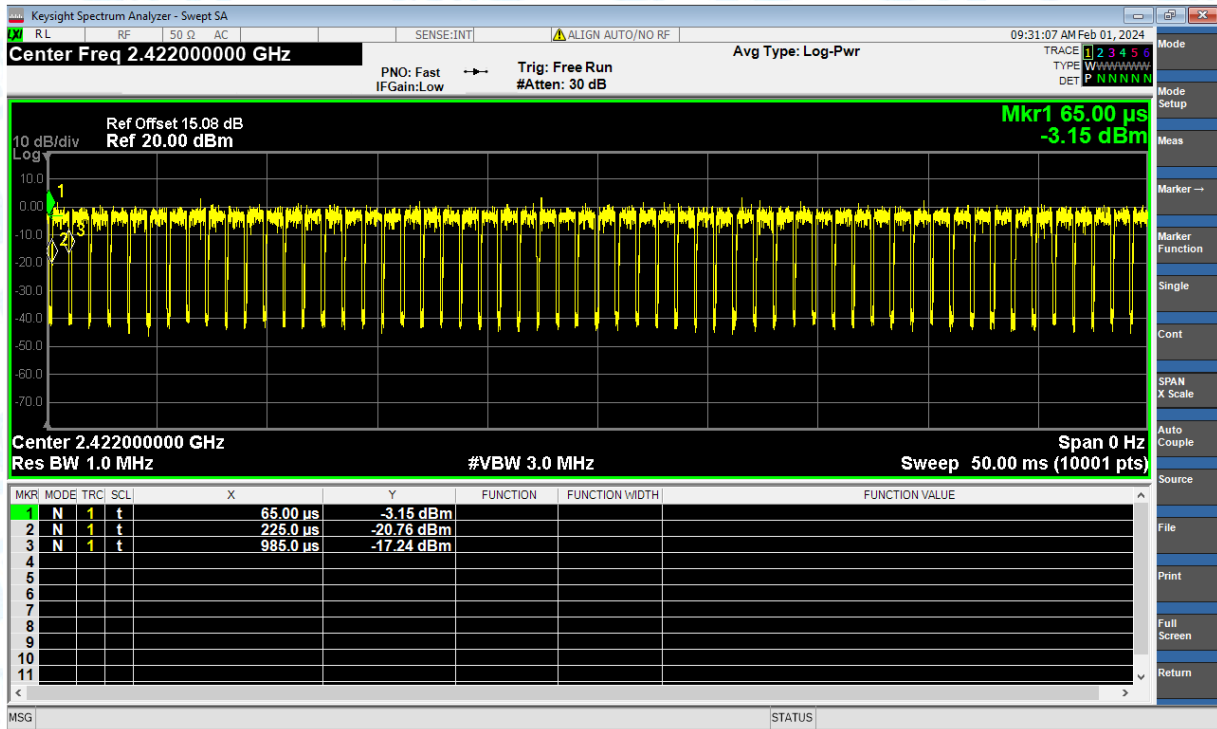 Keysight Spectrum Analyzer - Swept SA
LXI RL RF 50 Ω AC SENSE:INT ALIGN AUTO/NO RF 09:31:07 AM Feb 01, 2024
Center Freq 2.422000000 GHz Avg Type: Log-Pwr TRACE 1 2 3 4 5 6
PNO: Fast Trig: Free Run TYPE WWWWWW
IFGain:Low #Atten: 30 dB DET P N N N N N
Mode
Mode Setup
Meas
Marker →
Marker Function
Single
Cont
SPAN X Scale
Auto Couple
Source
File
Print
Full Screen
Return
Mkr1 65.00 µs
-3.15 dBm
Ref Offset 15.08 dB
10 dB/div Ref 20.00 dBm
Log
10.0
0.00
-10.0
-20.0
-30.0
-40.0
-50.0
-60.0
-70.0
1
2
3
Center 2.422000000 GHz Span 0 Hz
Res BW 1.0 MHz #VBW 3.0 MHz Sweep 50.00 ms (10001 pts)
MKR MODE TRC SCL X Y FUNCTION FUNCTION WIDTH FUNCTION VALUE
1 N 1 t 65.00 µs -3.15 dBm
2 N 1 t 225.0 µs -20.76 dBm
3 N 1 t 985.0 µs -17.24 dBm
4
5
6
7
8
9
10
11
MSG STATUS